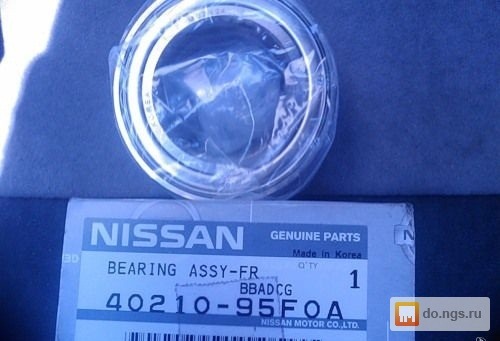 KOREA
NISSAN
GENUINE PARTS
Made in Korea
BEARING ASSY-FR
Q'TY
1
BBADCG
40210-95F0A
NISSAN MOTOR CO.,LTD.
do.ngs.ru